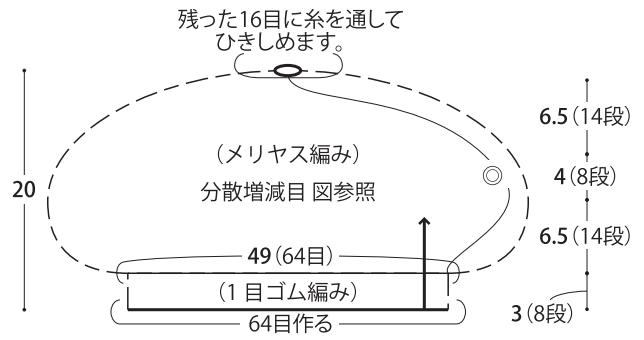 残った16目に糸を通して
ひきしめます。
6.5(14段)
(メリヤス編み)
4(8段)
20
分散増減目 図参照
◎
6.5(14段)
49(64目)
(1目ゴム編み)
3(8段)
64目作る